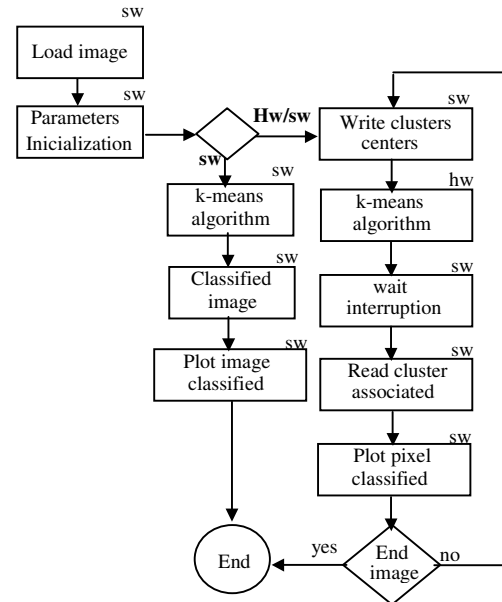 sw
Load image
sw
Parameters
Inicialization
Hw/sw
sw
sw
k-means
algorithm
sw
Classified
image
sw
Plot image
classified
sw
Write clusters
centers
hw
k-means
algorithm
sw
wait
interruption
sw
Read cluster
associated
sw
Plot pixel
classified
End
image
yes
no
End